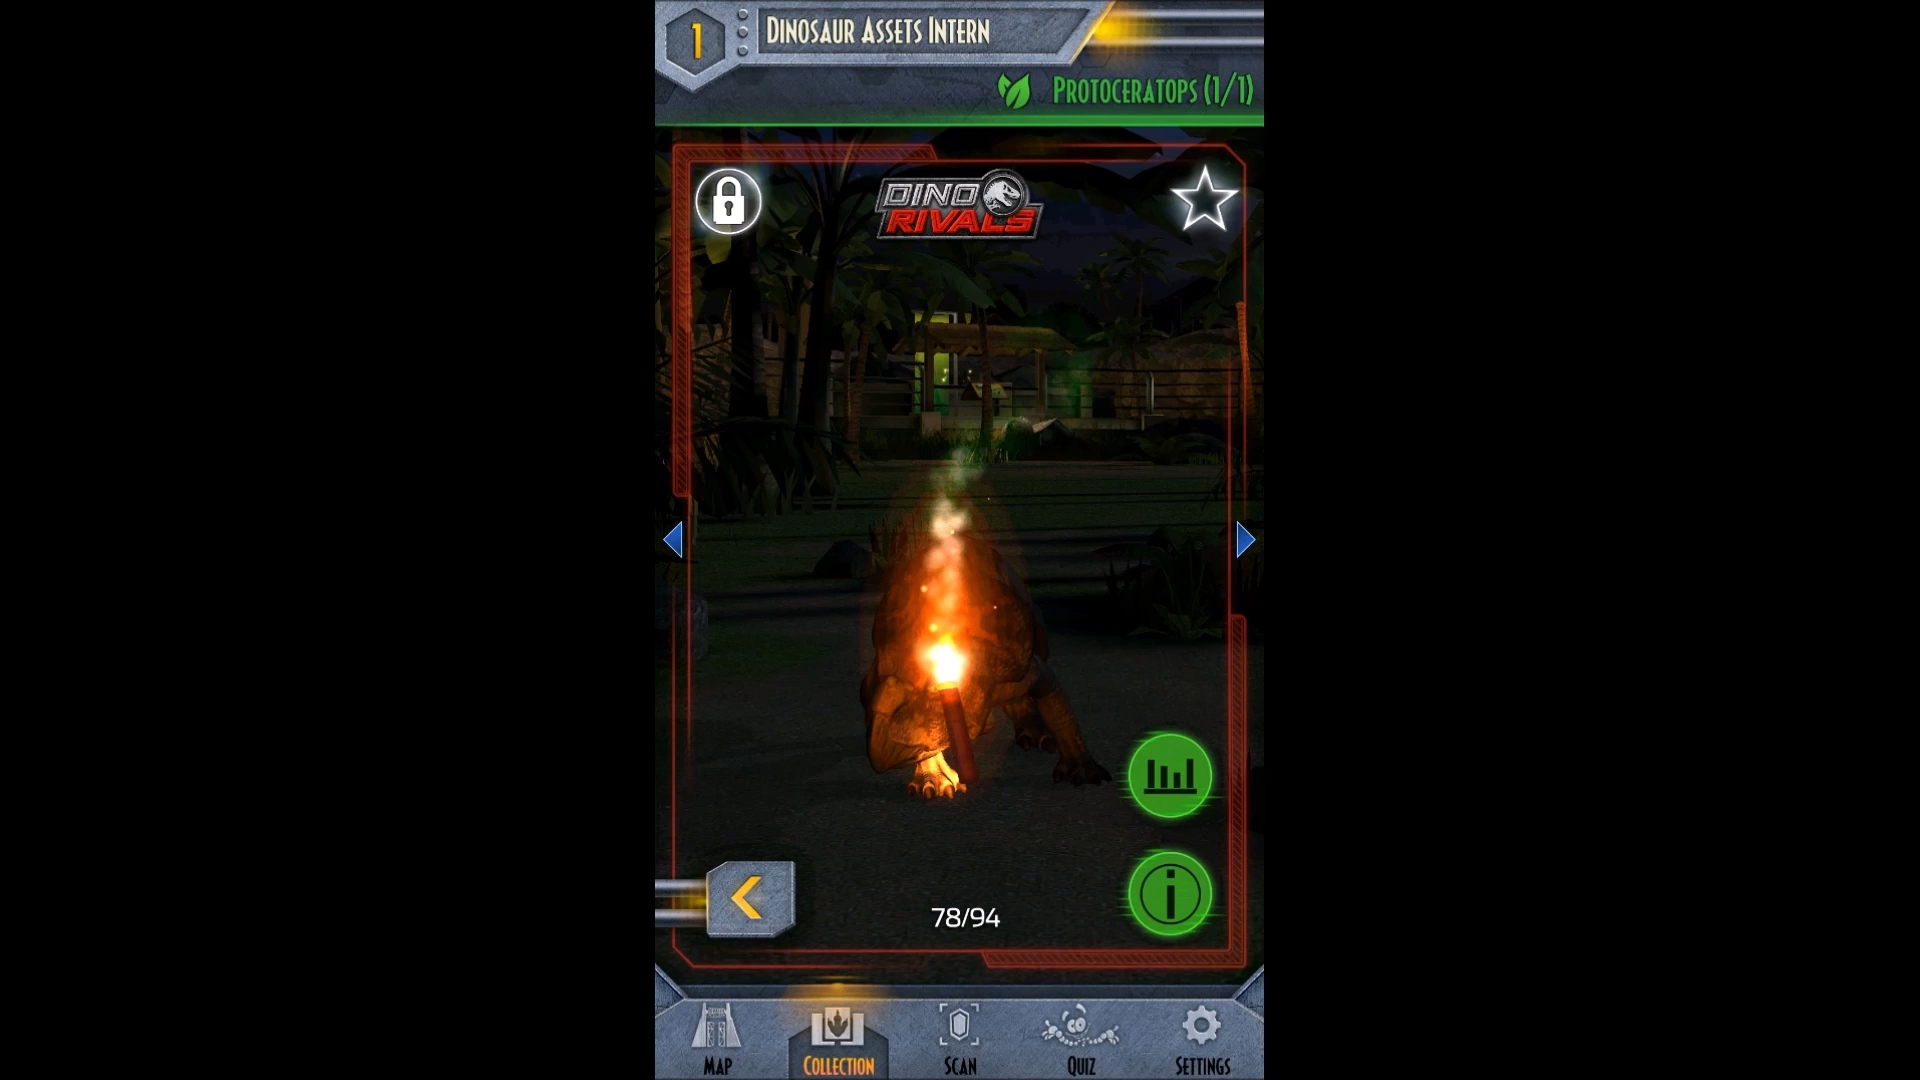 1
DINOSAUR ASSETS INTERN
PROTOCERATOPS (1/1)
DINO
RIVALS
78/94
MAP
COLLECTION
SCAN
QUIZ
SETTINGS